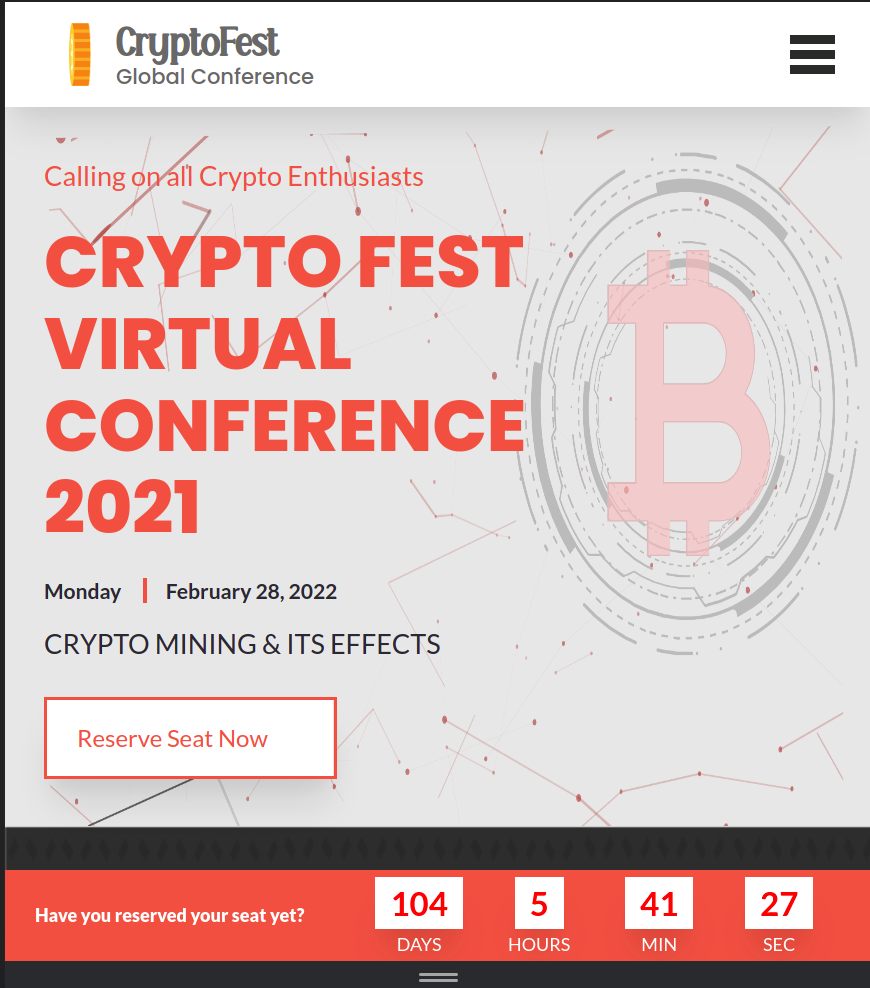 CryptoFest
Global Conference
Calling on all Crypto Enthusiasts
CRYPTO FEST
VIRTUAL
CONFERENCE
2021
Monday | February 28, 2022
CRYPTO MINING & ITS EFFECTS
Reserve Seat Now
Have you reserved your seat yet?
104 5 41 27
DAYS HOURS MIN SEC